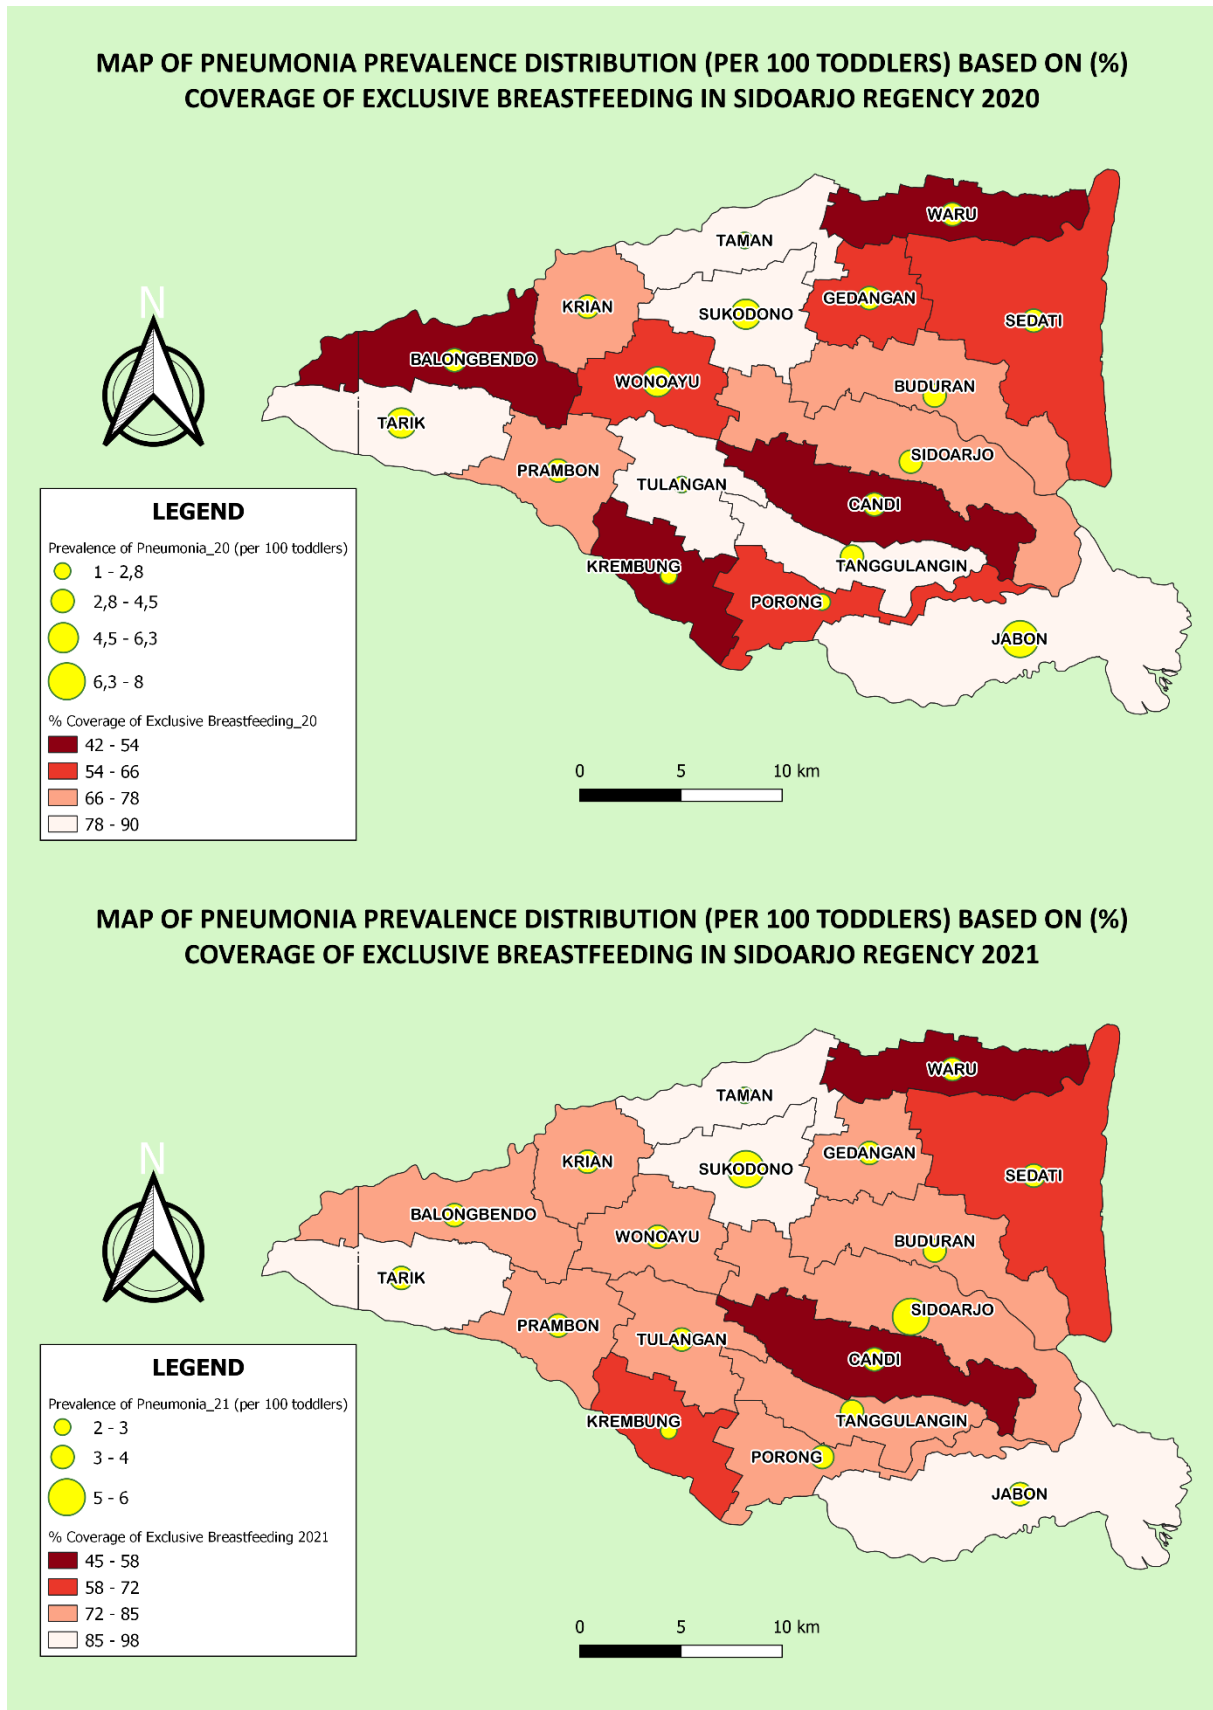 MAP OF PNEUMONIA PREVALENCE DISTRIBUTION (PER 100 TODDLERS) BASED ON (%)
COVERAGE OF EXCLUSIVE BREASTFEEDING IN SIDOARJO REGENCY 2020
WARU
TAMAN
N
GEDANGAN
KRIAN
SUKODONO
SEDATI
BALONGBENDO
WONOAYU
BUDURAN
TARIK
SIDOARJO
PRAMBON
TULANGAN
CANDI
KREMBUNG
TANGGULANGIN
PORONG
JABON
LEGEND
Prevalence of Pneumonia_20 (per 100 toddlers)
1 - 2,8
2,8 - 4,5
4,5 - 6,3
6,3 - 8
% Coverage of Exclusive Breastfeeding_20
42 - 54
54 - 66
66 - 78
78 - 90
0 5 10 km
MAP OF PNEUMONIA PREVALENCE DISTRIBUTION (PER 100 TODDLERS) BASED ON (%)
COVERAGE OF EXCLUSIVE BREASTFEEDING IN SIDOARJO REGENCY 2021
WARU
TAMAN
N
GEDANGAN
KRIAN
SUKODONO
SEDATI
BALONGBENDO
WONOAYU
BUDURAN
TARIK
SIDOARJO
PRAMBON
TULANGAN
CANDI
KREMBUNG
TANGGULANGIN
PORONG
JABON
LEGEND
Prevalence of Pneumonia_21 (per 100 toddlers)
2 - 3
3 - 4
5 - 6
% Coverage of Exclusive Breastfeeding 2021
45 - 58
58 - 72
72 - 85
85 - 98
0 5 10 km